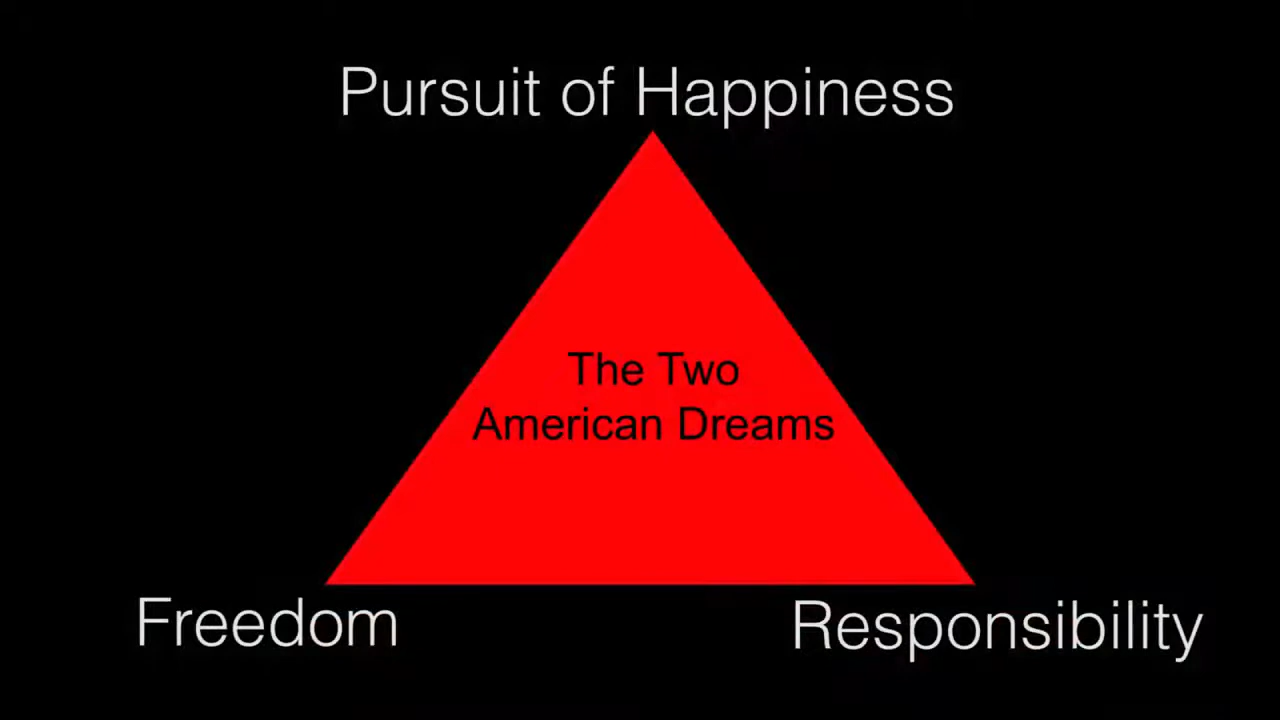 Pursuit of Happiness
The Two
American Dreams
Freedom
Responsibility